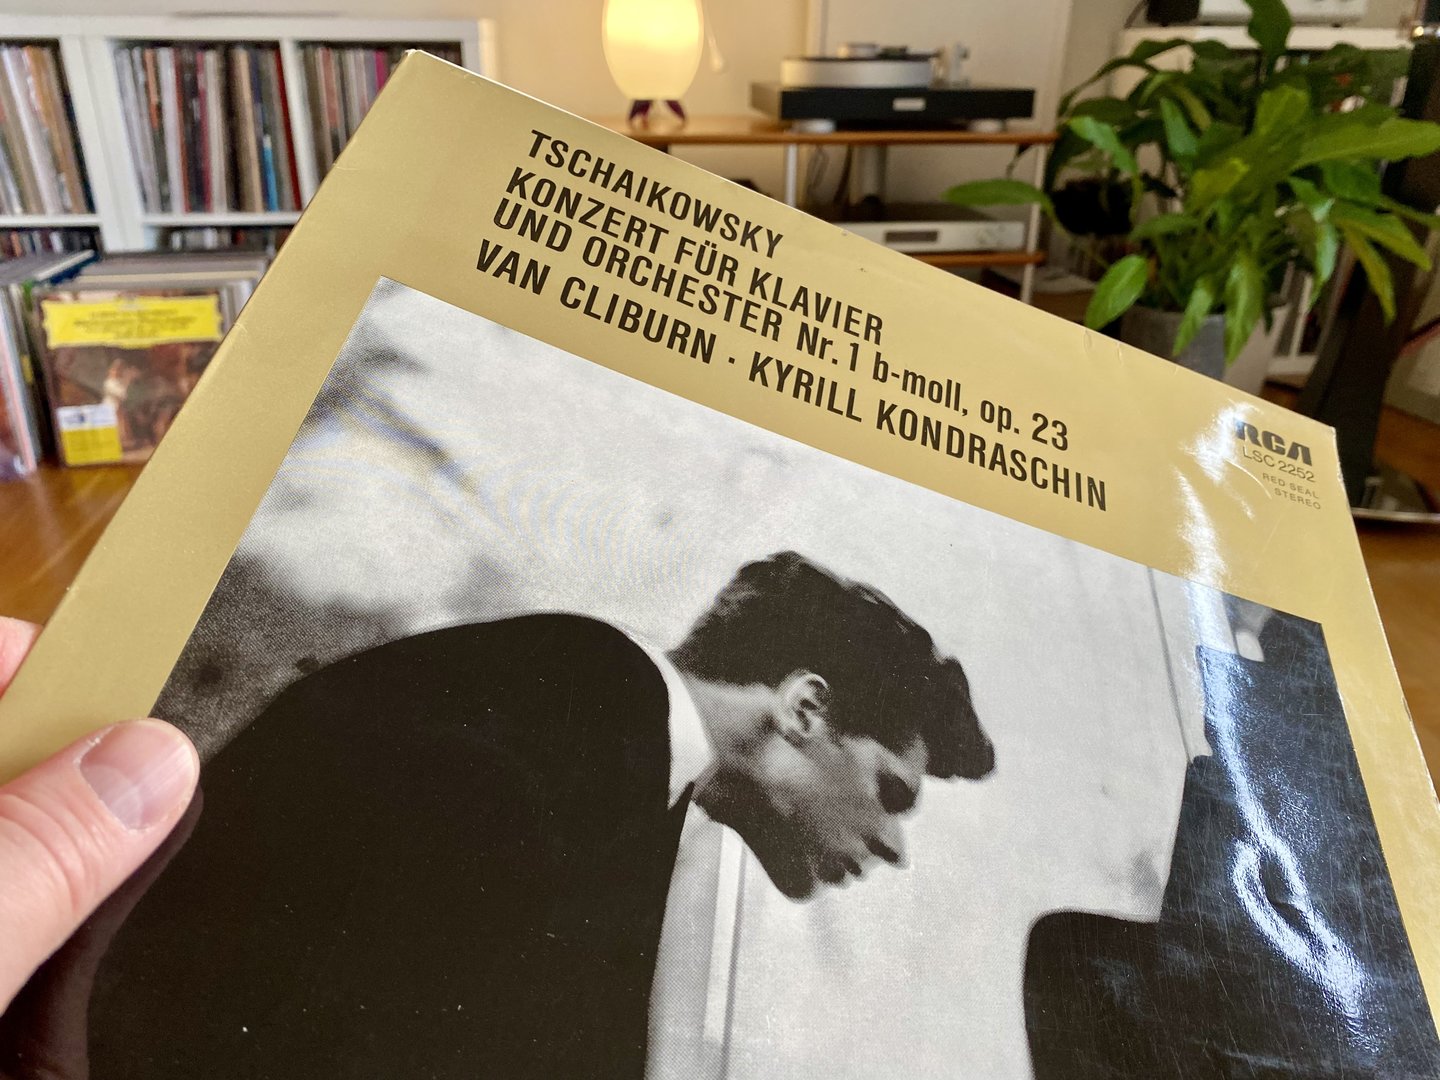 TSCHAIKOWSKY
KONZERT FÜR KLAVIER
UND ORCHESTER Nr. 1 b-moll, op. 23
VAN CLIBURN · KYRILL KONDRASCHIN
RCA
LSC 2252
RED SEAL
STEREO